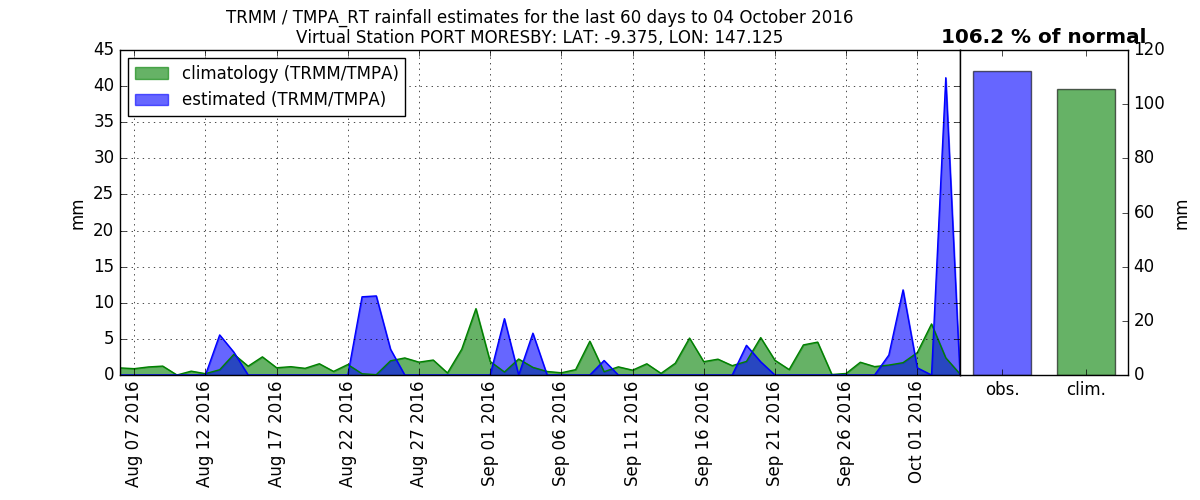 TRMM / TMPA_RT rainfall estimates for the last 60 days to 04 October 2016
Virtual Station PORT MORESBY: LAT: -9.375, LON: 147.125
106.2 % of normal
climatology (TRMM/TMPA)
estimated (TRMM/TMPA)
mm
45
40
35
30
25
20
15
10
5
0
Aug 07 2016
Aug 12 2016
Aug 17 2016
Aug 22 2016
Aug 27 2016
Sep 01 2016
Sep 06 2016
Sep 11 2016
Sep 16 2016
Sep 21 2016
Sep 26 2016
Oct 01 2016
obs.
clim.
120
100
80
60
40
20
0
mm